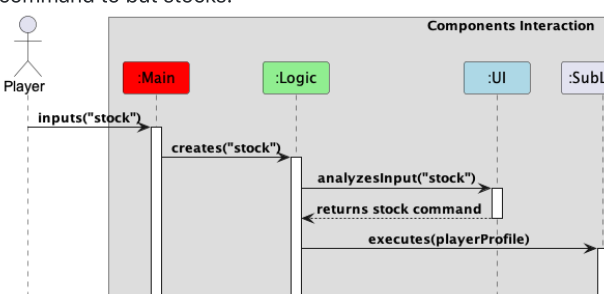 command to but stocks.
Components Interaction
Player
:Main
:Logic
:UI
:SubL
inputs("stock")
creates("stock")
analyzesInput("stock")
returns stock command
executes(playerProfile)